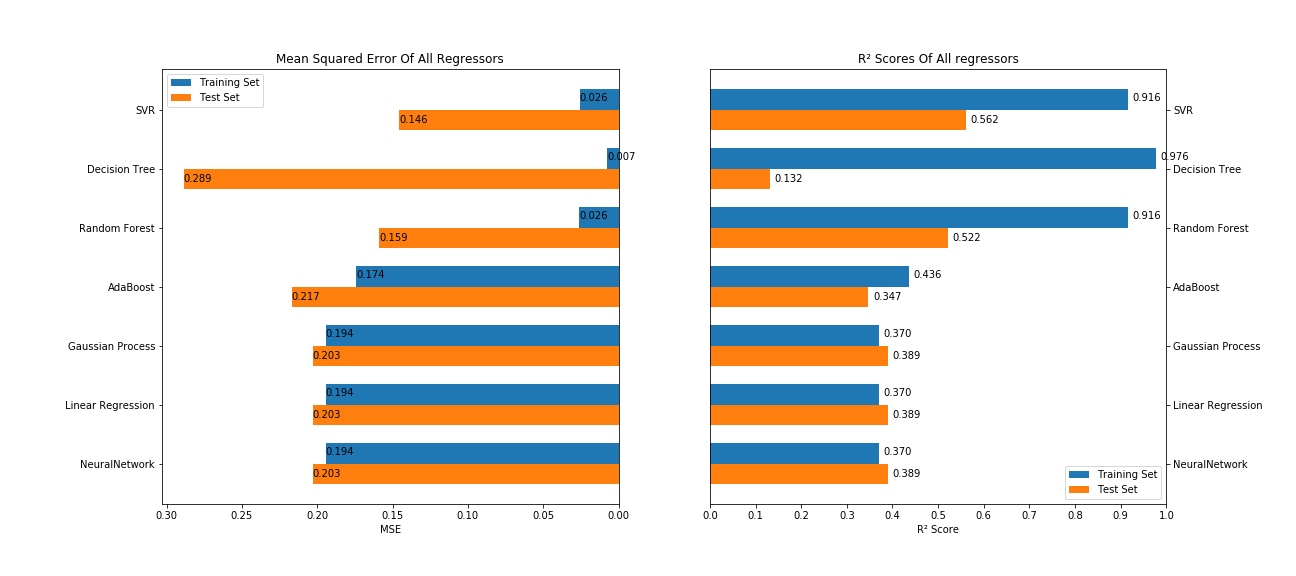 Mean Squared Error Of All Regressors
Training Set
Test Set
SVR
0.026
0.146
Decision Tree
0.007
0.289
Random Forest
0.026
0.159
AdaBoost
0.174
0.217
Gaussian Process
0.194
0.203
Linear Regression
0.194
0.203
NeuralNetwork
0.194
0.203
0.30 0.25 0.20 0.15 0.10 0.05 0.00
MSE
R² Scores Of All regressors
0.916
SVR
0.562
0.976
Decision Tree
0.132
0.916
Random Forest
0.522
0.436
AdaBoost
0.347
0.370
Gaussian Process
0.389
0.370
Linear Regression
0.389
0.370
NeuralNetwork
0.389
Training Set
Test Set
0.0 0.1 0.2 0.3 0.4 0.5 0.6 0.7 0.8 0.9 1.0
R² Score